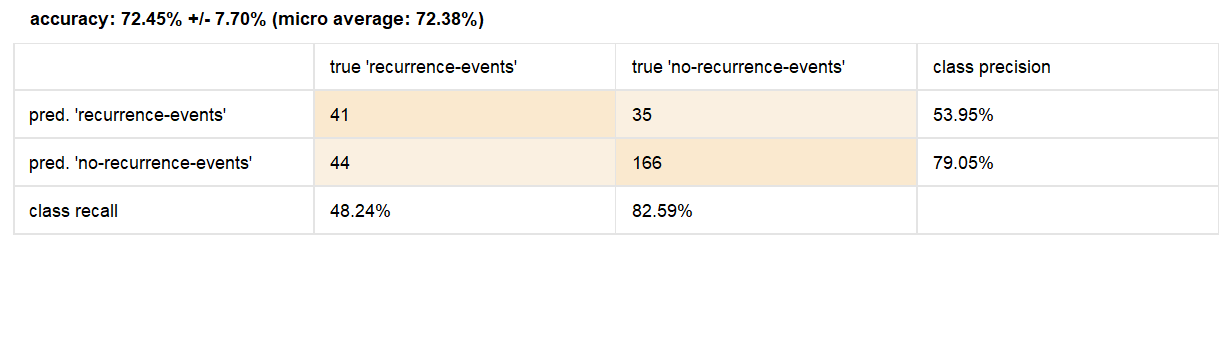 accuracy: 72.45% +/- 7.70% (micro average: 72.38%)
true 'recurrence-events' true 'no-recurrence-events' class precision
pred. 'recurrence-events' 41 35 53.95%
pred. 'no-recurrence-events' 44 166 79.05%
class recall 48.24% 82.59%